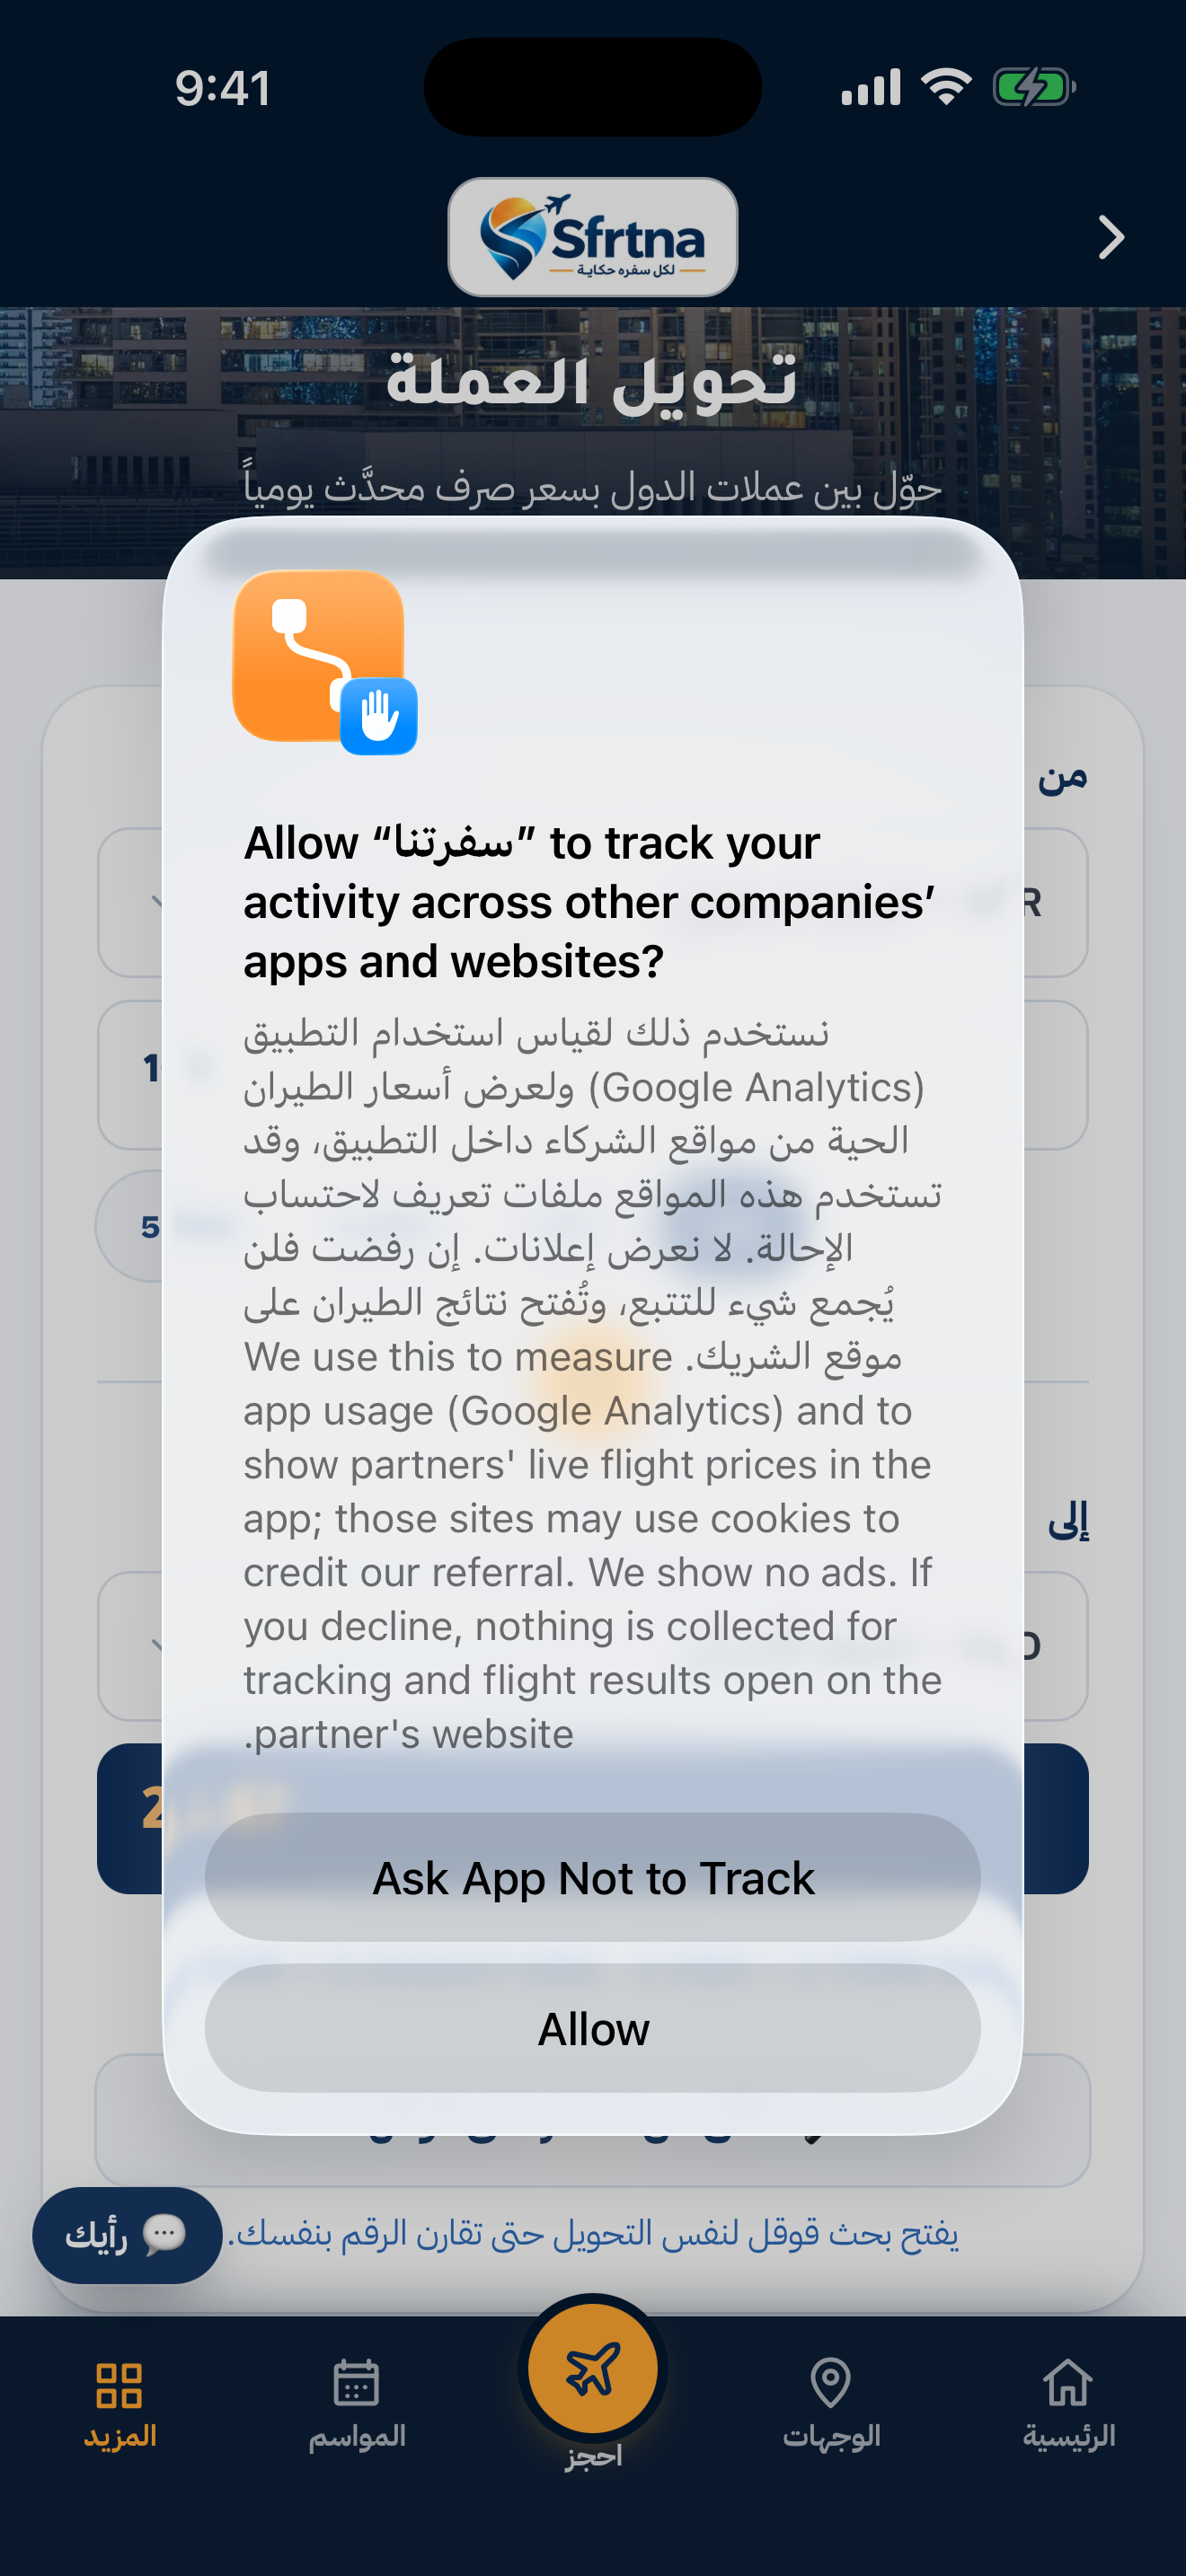 9:41
Sfrtna
لكل سفره حكاية
تحويل العملة
حوّل بين عملات الدول بسعر صرف محدَّث يومياً
من
R
1
5
Allow “سفرتنا” to track your
activity across other companies’
apps and websites?
نستخدم ذلك لقياس استخدام التطبيق
(Google Analytics) ولعرض أسعار الطيران
الحية من مواقع الشركاء داخل التطبيق، وقد
تستخدم هذه المواقع ملفات تعريف لاحتساب
الإحالة. لا نعرض إعلانات. إن رفضت فلن
يُجمع شيء للتتبع، وتُفتح نتائج الطيران على
موقع الشريك. We use this to measure
app usage (Google Analytics) and to
show partners' live flight prices in the
app; those sites may use cookies to
credit our referral. We show no ads. If
you decline, nothing is collected for
tracking and flight results open on the
partner's website.
إلى
D
2
Ask App Not to Track
Allow
يفتح بحث قوقل لنفس التحويل حتى تقارن الرقم بنفسك.
رأيك
الرئيسية
الوجهات
احجز
المواسم
المزيد